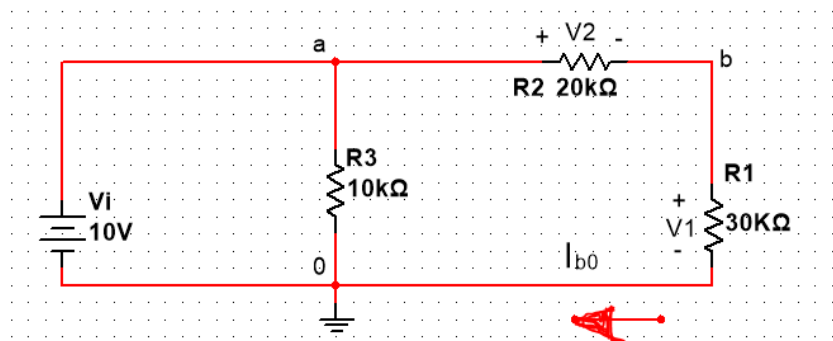 a
+ V2 -
b
R2 20kΩ
R3
10kΩ
R1
Vi
10V
+
V1
-
30KΩ
0
Ib0